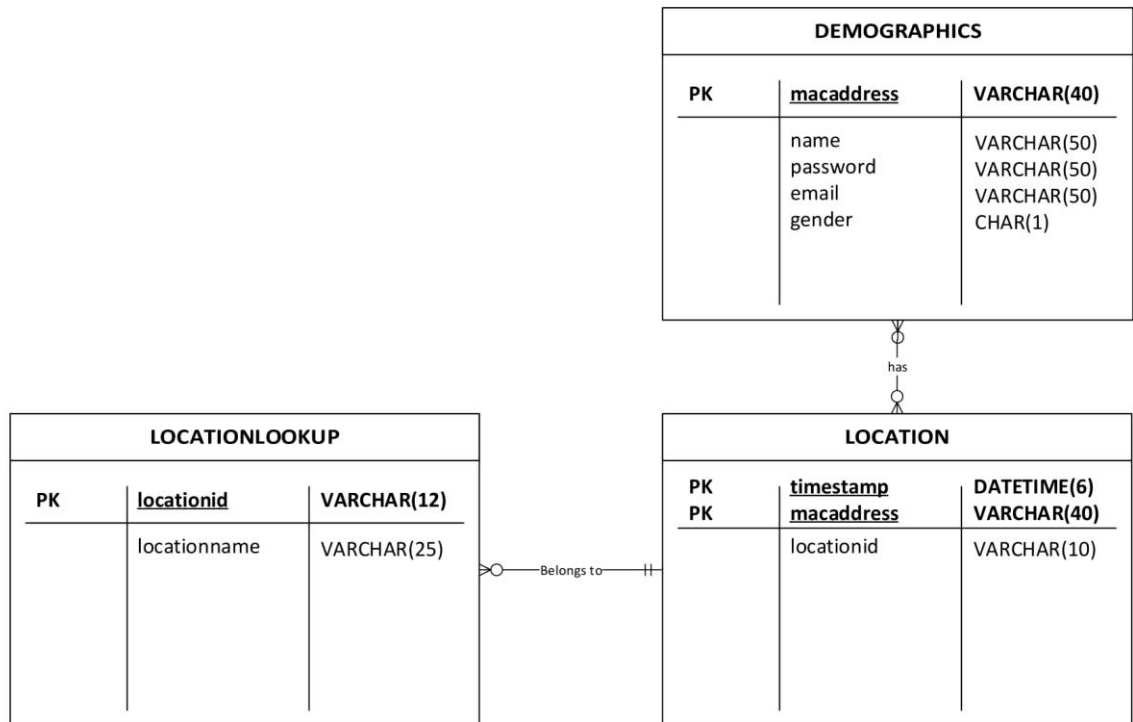 DEMOGRAPHICS
PK macaddress VARCHAR(40)
name VARCHAR(50)
password VARCHAR(50)
email VARCHAR(50)
gender CHAR(1)
has
LOCATIONLOOKUP
PK locationid VARCHAR(12)
locationname VARCHAR(25)
Belongs to
LOCATION
PK timestamp DATETIME(6)
PK macaddress VARCHAR(40)
locationid VARCHAR(10)